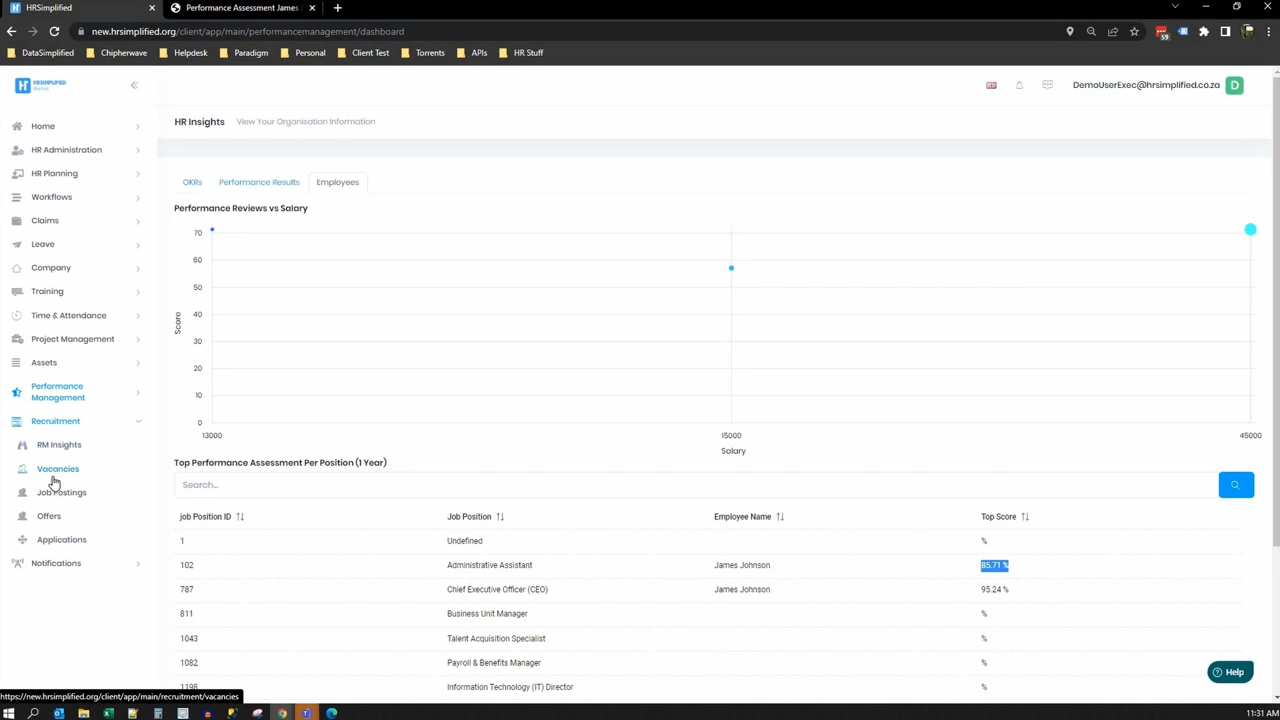 HRSimplified
Performance Assessment James
new.hrsimplified.org/client/app/main/performancemanagement/dashboard
59
DataSimplified
Chipherwave
Helpdesk
Paradigm
Personal
Client Test
Torrents
APIs
HR Stuff
HRSIMPLIFIED
DemoUserExec@hrsimplified.co.za
D
Home
HR Administration
HR Planning
Workflows
Claims
Leave
Company
Training
Time & Attendance
Project Management
Assets
Performance
Management
Recruitment
RM Insights
Vacancies
Job Postings
Offers
Applications
Notifications
HR Insights View Your Organisation Information
OKRs Performance Results Employees
Performance Reviews vs Salary
70
60
50
40
30
20
10
0
Score
13000 15000 45000
Salary
Top Performance Assessment Per Position (1 Year)
Search...
job Position ID Job Position Employee Name Top Score
1 Undefined %
102 Administrative Assistant James Johnson 85.71 %
787 Chief Executive Officer (CEO) James Johnson 95.24 %
811 Business Unit Manager %
1043 Talent Acquisition Specialist %
1082 Payroll & Benefits Manager %
1198 Information Technology (IT) Director %
Help
https://new.hrsimplified.org/client/app/main/recruitment/vacancies
11:31 AM